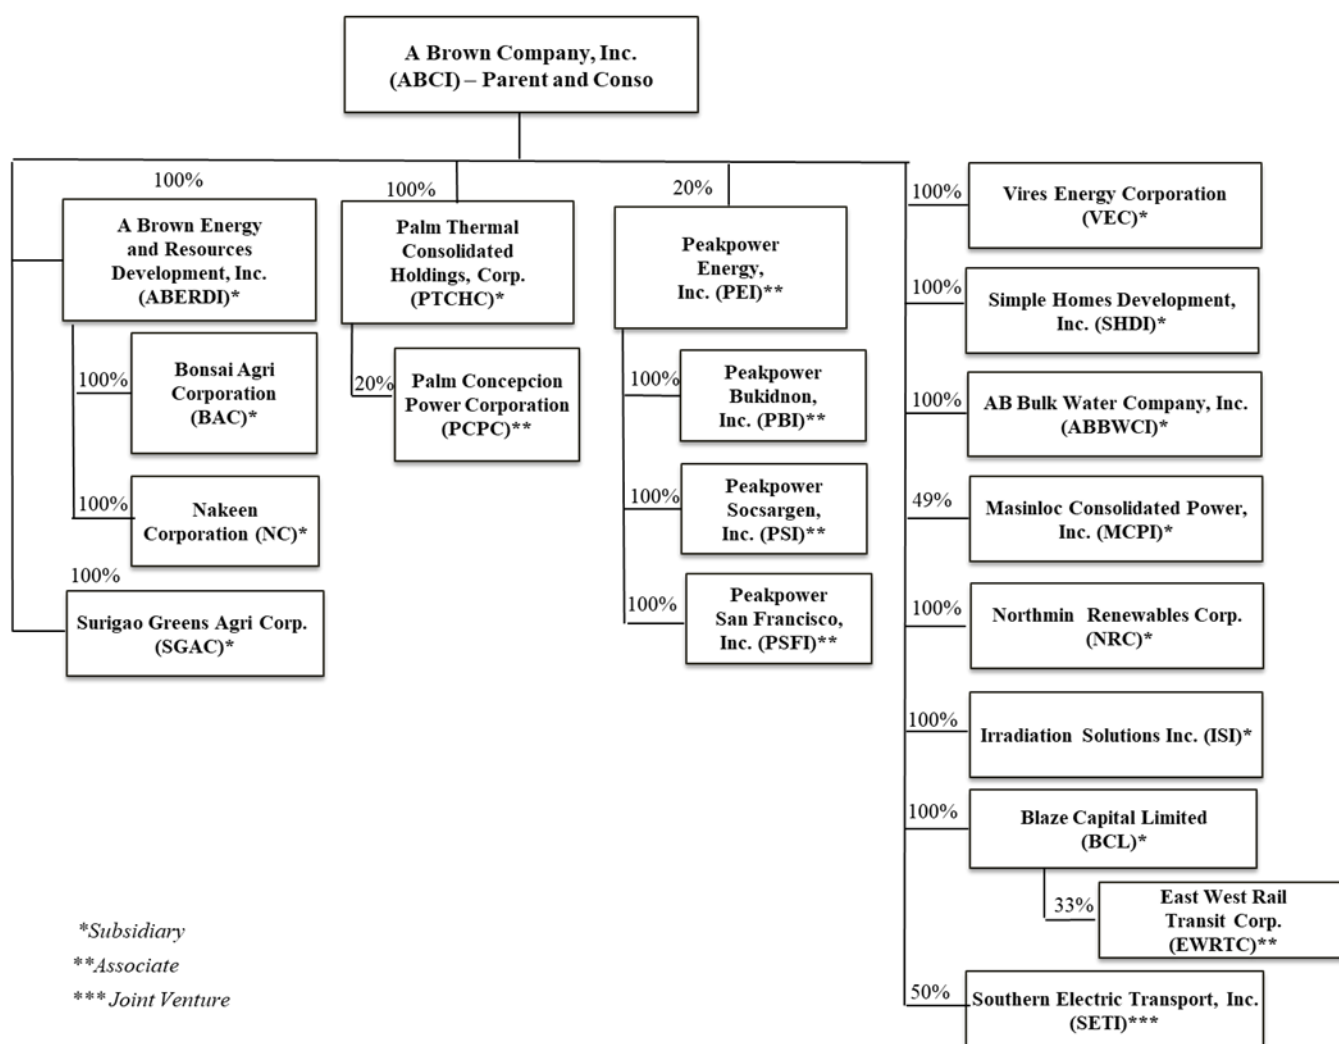 A Brown Company, Inc.
(ABCI) – Parent and Conso
100%
A Brown Energy
and Resources
Development, Inc.
(ABERDI)*
100%
Bonsai Agri
Corporation
(BAC)*
100%
Nakeen
Corporation (NC)*
100%
Surigao Greens Agri Corp.
(SGAC)*
100%
Palm Thermal
Consolidated
Holdings, Corp.
(PTCHC)*
20%
Palm Concepcion
Power Corporation
(PCPC)**
20%
Peakpower
Energy,
Inc. (PEI)**
100%
Peakpower
Bukidnon,
Inc. (PBI)**
100%
Peakpower
Socsargen,
Inc. (PSI)**
100%
Peakpower
San Francisco,
Inc. (PSFI)**
100%
Vires Energy Corporation
(VEC)*
100%
Simple Homes Development,
Inc. (SHDI)*
100%
AB Bulk Water Company, Inc.
(ABBWCI)*
49%
Masinloc Consolidated Power,
Inc. (MCPI)*
100%
Northmin Renewables Corp.
(NRC)*
100%
Irradiation Solutions Inc. (ISI)*
100%
Blaze Capital Limited
(BCL)*
33%
East West Rail
Transit Corp.
(EWRTC)**
50%
Southern Electric Transport, Inc.
(SETI)***
*Subsidiary
**Associate
*** Joint Venture